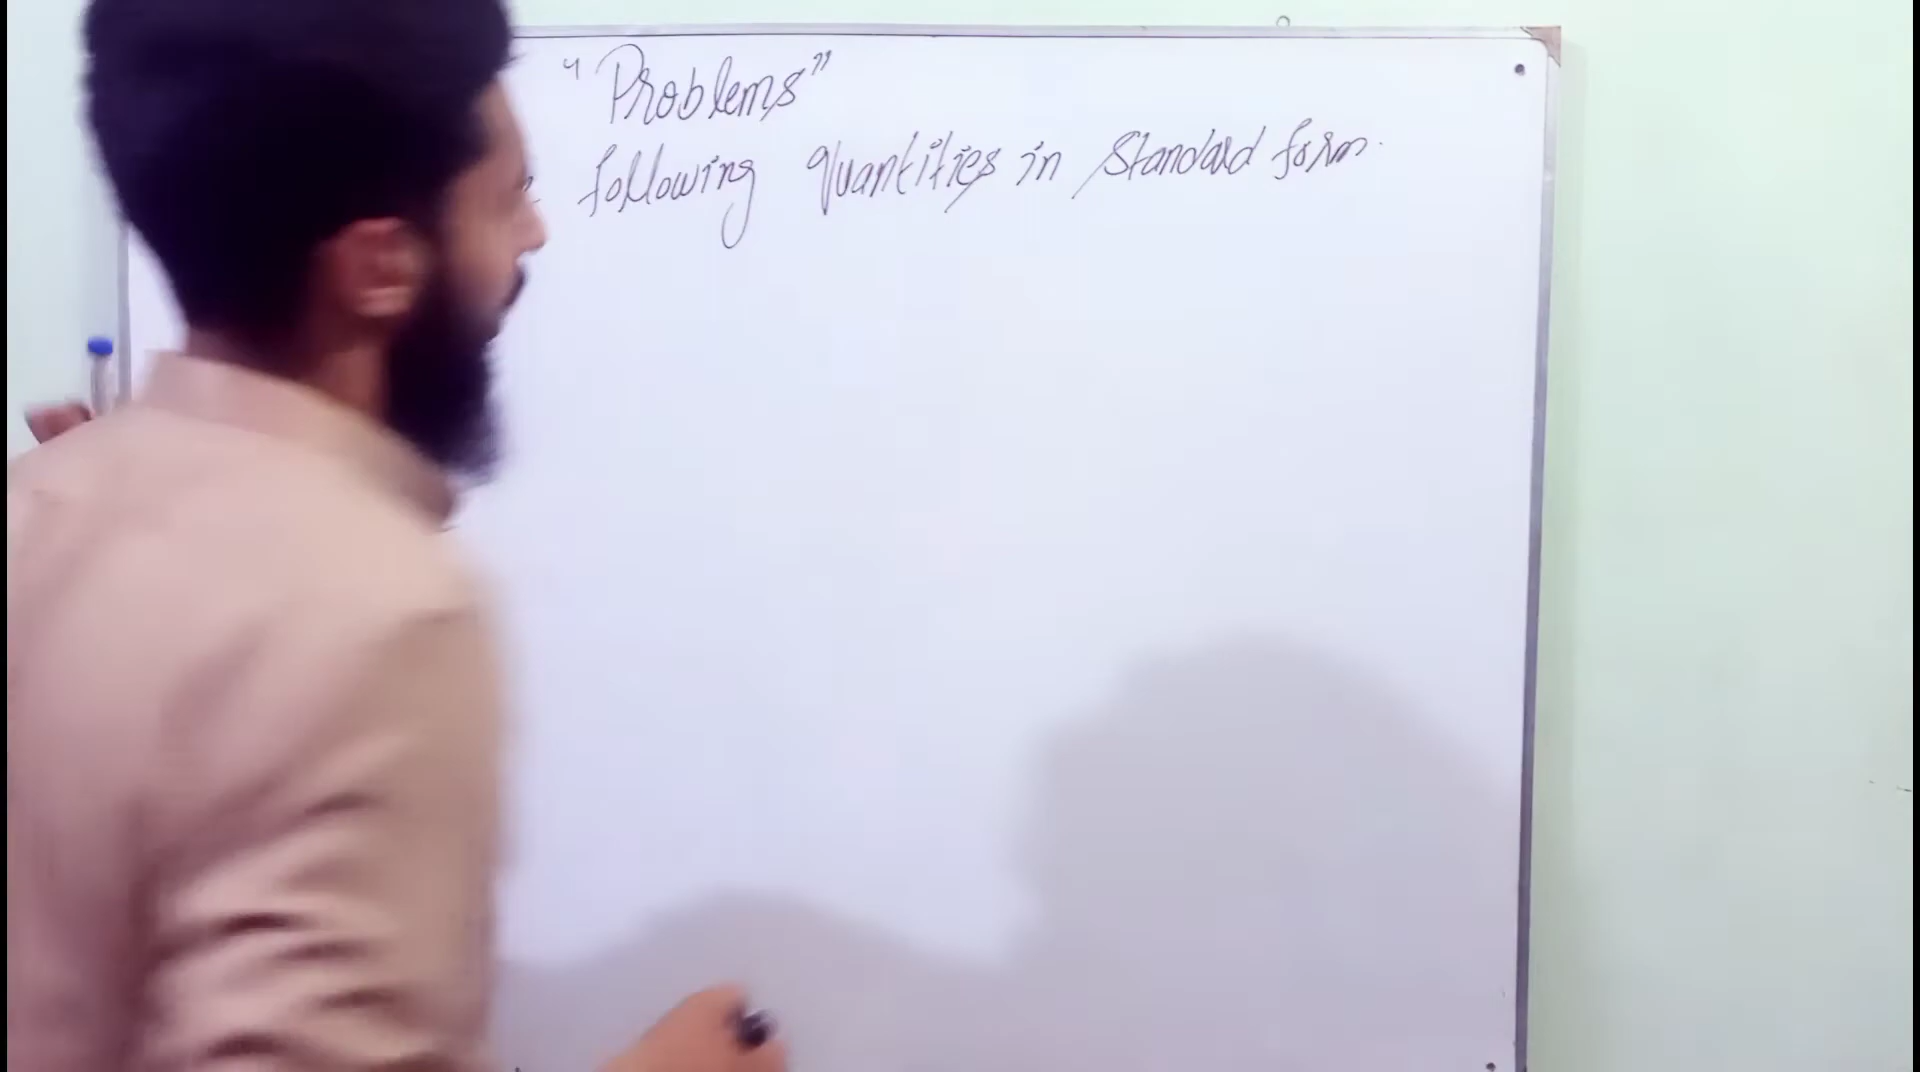 "Problems"
following quantities in standard form.